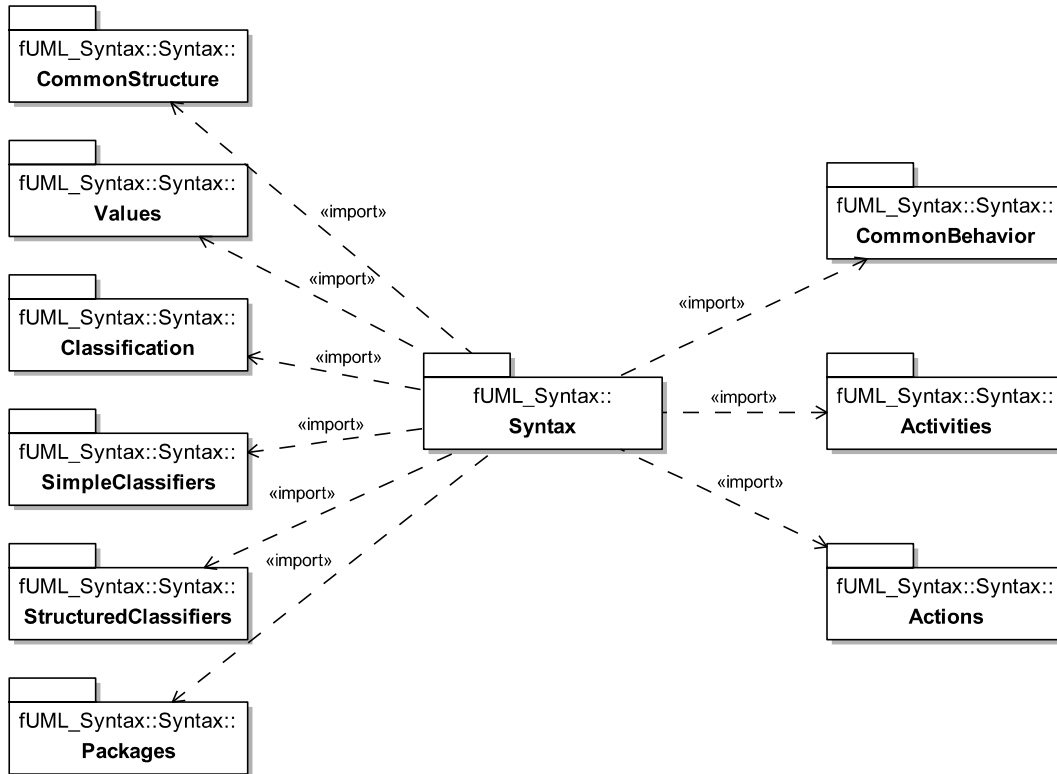 fUML_Syntax::Syntax::
CommonStructure
fUML_Syntax::Syntax::
Values
fUML_Syntax::Syntax::
Classification
fUML_Syntax::Syntax::
SimpleClassifiers
fUML_Syntax::Syntax::
StructuredClassifiers
fUML_Syntax::Syntax::
Packages
«import»
«import»
«import»
«import»
«import»
«import»
fUML_Syntax::
Syntax
«import»
«import»
«import»
fUML_Syntax::Syntax::
CommonBehavior
fUML_Syntax::Syntax::
Activities
fUML_Syntax::Syntax::
Actions